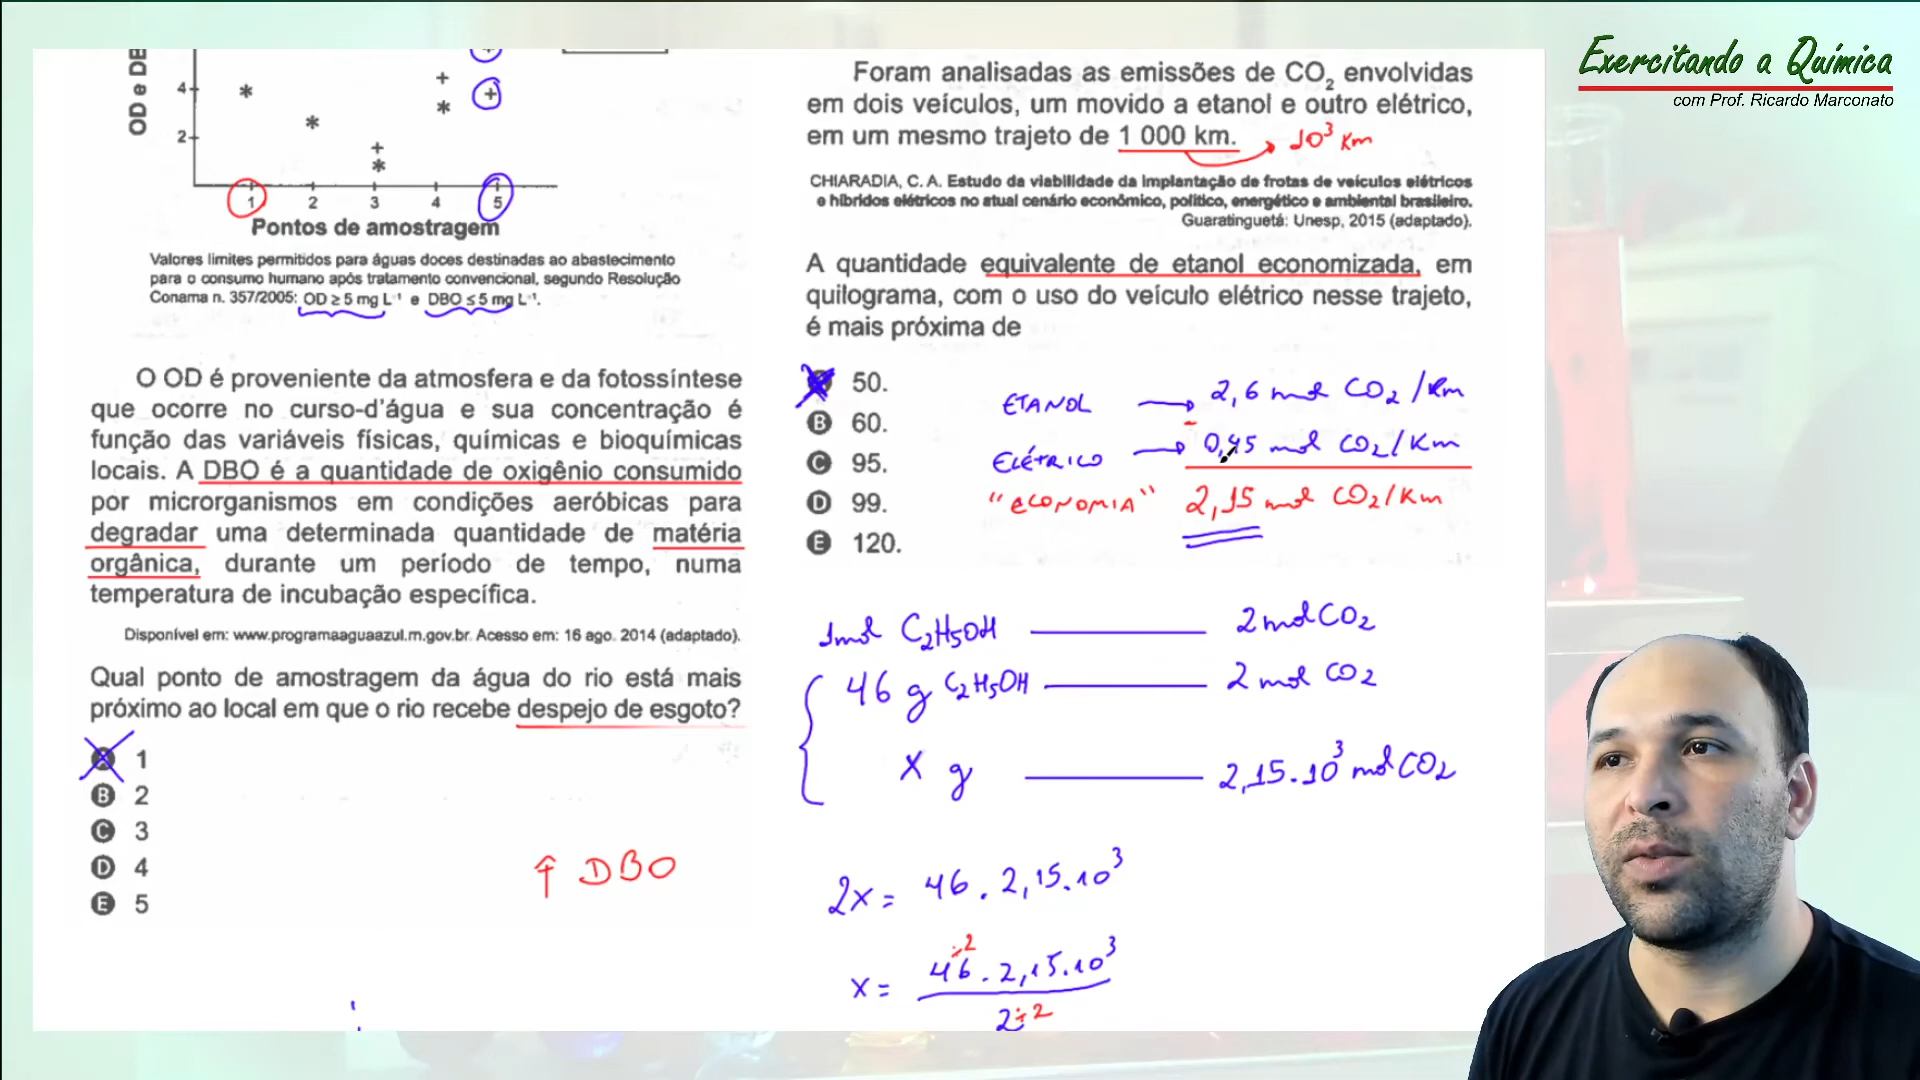 Exercitando a Química
com Prof. Ricardo Marconato
OD e DB
4
2
1 2 3 4 5
Pontos de amostragem
Valores limites permitidos para águas doces destinadas ao abastecimento
para o consumo humano após tratamento convencional, segundo Resolução
Conama n. 357/2005: OD ≥ 5 mg L⁻¹ e DBO ≤ 5 mg L⁻¹.
O OD é proveniente da atmosfera e da fotossíntese
que ocorre no curso-d'água e sua concentração é
função das variáveis físicas, químicas e bioquímicas
locais. A DBO é a quantidade de oxigênio consumido
por microrganismos em condições aeróbicas para
degradar uma determinada quantidade de matéria
orgânica, durante um período de tempo, numa
temperatura de incubação específica.
Disponível em: www.programaaguaazul.rn.gov.br. Acesso em: 16 ago. 2014 (adaptado).
Qual ponto de amostragem da água do rio está mais
próximo ao local em que o rio recebe despejo de esgoto?
A 1
B 2
C 3
D 4
E 5
↑ DBO
Foram analisadas as emissões de CO₂ envolvidas
em dois veículos, um movido a etanol e outro elétrico,
em um mesmo trajeto de 1 000 km.
10³ Km
CHIARADIA, C. A. Estudo da viabilidade da implantação de frotas de veículos elétricos
e híbridos elétricos no atual cenário econômico, político, energético e ambiental brasileiro.
Guaratinguetá: Unesp, 2015 (adaptado).
A quantidade equivalente de etanol economizada, em
quilograma, com o uso do veículo elétrico nesse trajeto,
é mais próxima de
50.
B 60.
C 95.
D 99.
E 120.
ETANOL → 2,6 mol CO₂/Km
ELÉTRICO → 0,45 mol CO₂/Km
"ECONOMIA" 2,15 mol CO₂/Km
1mol C₂H₅OH 2 mol CO₂
46 g C₂H₅OH 2 mol CO₂
X g 2,15.10³ mol CO₂
2x = 46 . 2,15.10³
÷2
x = 46 . 2,15.10³
2÷2